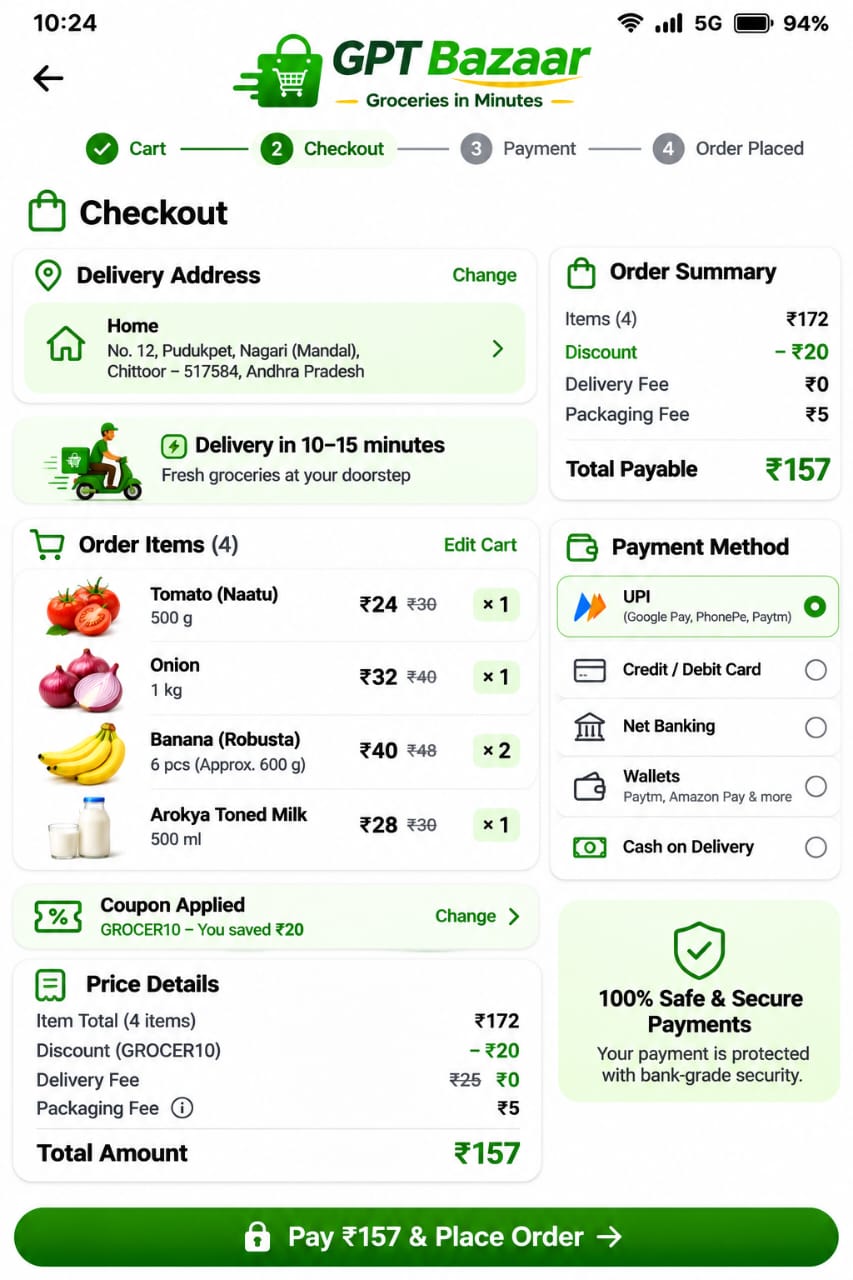 10:24
5G 94%
GPT Bazaar
Groceries in Minutes
Cart
2 Checkout
3 Payment
4 Order Placed
Checkout
Delivery Address
Change
Home
No. 12, Pudukpet, Nagari (Mandal),
Chittoor – 517584, Andhra Pradesh
Delivery in 10–15 minutes
Fresh groceries at your doorstep
Order Items (4)
Edit Cart
Tomato (Naatu)
500 g
₹24 ₹30 × 1
Onion
1 kg
₹32 ₹40 × 1
Banana (Robusta)
6 pcs (Approx. 600 g)
₹40 ₹48 × 2
Arokya Toned Milk
500 ml
₹28 ₹30 × 1
Coupon Applied
GROCER10 – You saved ₹20
Change
Price Details
Item Total (4 items) ₹172
Discount (GROCER10) – ₹20
Delivery Fee ₹25 ₹0
Packaging Fee i ₹5
Total Amount ₹157
Order Summary
Items (4) ₹172
Discount – ₹20
Delivery Fee ₹0
Packaging Fee ₹5
Total Payable ₹157
Payment Method
UPI
(Google Pay, PhonePe, Paytm)
Credit / Debit Card
Net Banking
Wallets
Paytm, Amazon Pay & more
Cash on Delivery
100% Safe & Secure
Payments
Your payment is protected
with bank-grade security.
Pay ₹157 & Place Order →